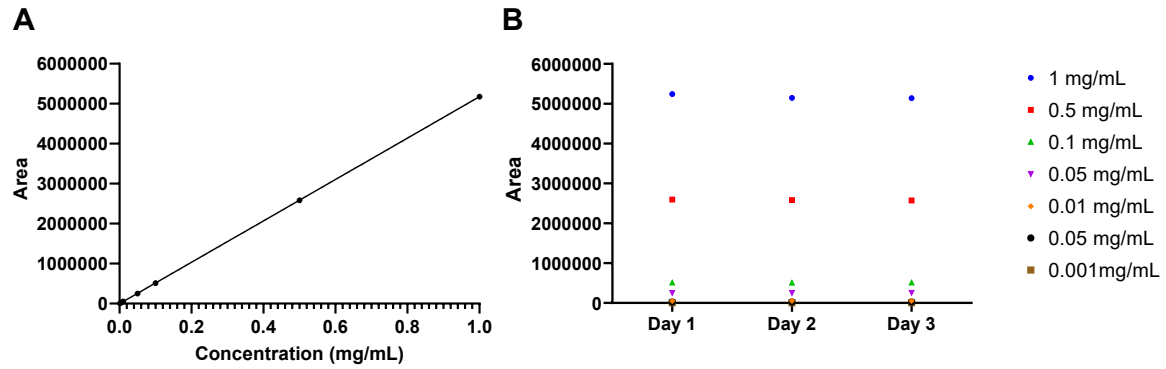 A
6000000
5000000
4000000
3000000
2000000
1000000
0
Area
0.0 0.2 0.4 0.6 0.8 1.0
Concentration (mg/mL)
B
6000000
5000000
4000000
3000000
2000000
1000000
0
Area
Day 1 Day 2 Day 3
1 mg/mL
0.5 mg/mL
0.1 mg/mL
0.05 mg/mL
0.01 mg/mL
0.05 mg/mL
0.001mg/mL